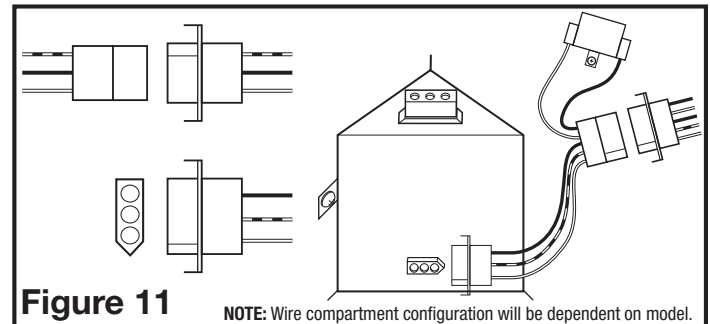 Figure 11
NOTE: Wire compartment configuration will be dependent on model.